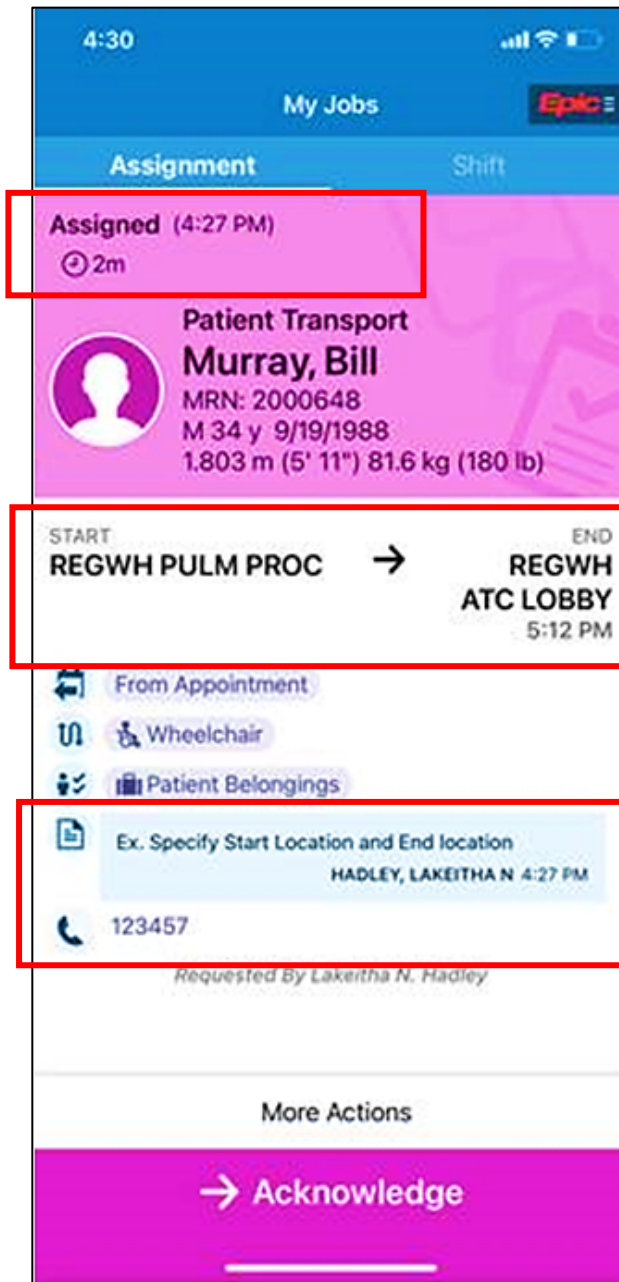 4:30
My Jobs
Epic
Assignment
Shift
Assigned (4:27 PM)
2m
Patient Transport
Murray, Bill
MRN: 2000648
M 34 y 9/19/1988
1.803 m (5' 11") 81.6 kg (180 lb)
START
END
REGWH PULM PROC → REGWH
ATC LOBBY
5:12 PM
From Appointment
Wheelchair
Patient Belongings
Ex. Specify Start Location and End location
HADLEY, LAKEITHA N 4:27 PM
123457
Requested By Lakeitha N. Hadley
More Actions
→ Acknowledge